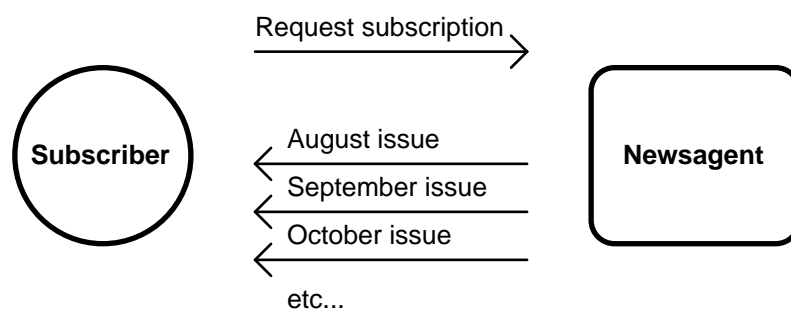 Request subscription
Subscriber
August issue
Newsagent
September issue
October issue
etc...